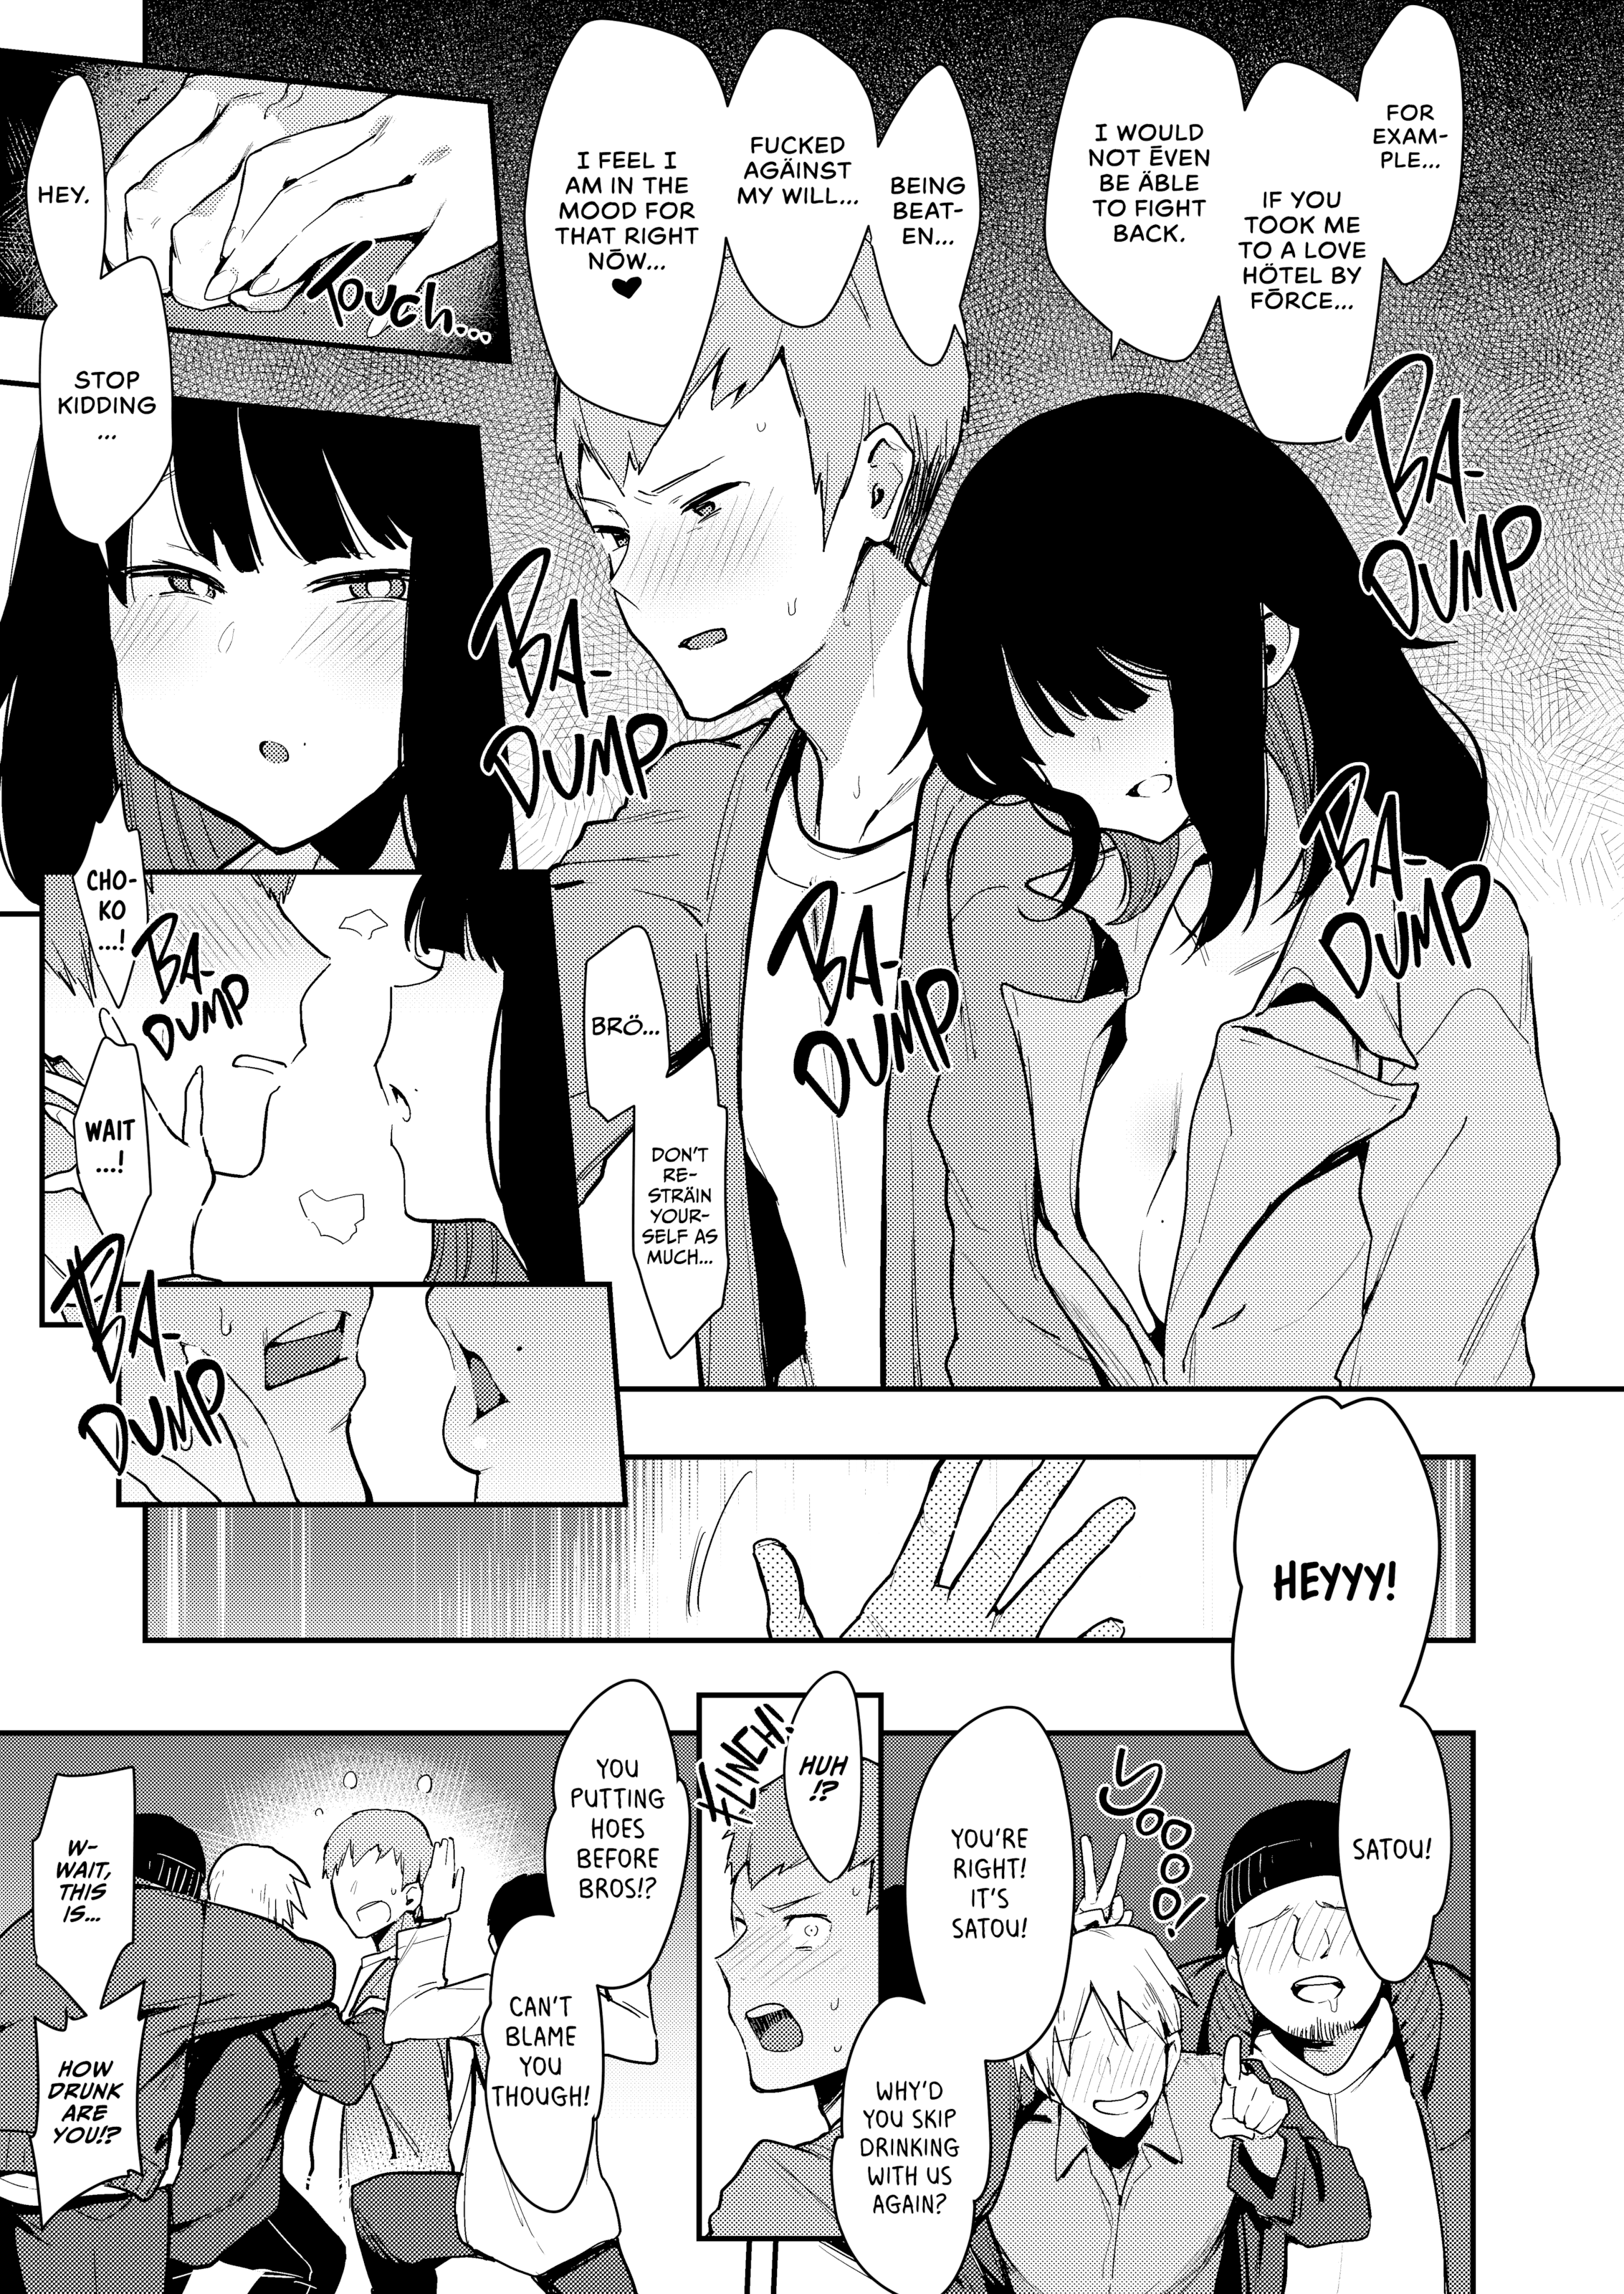 FOR
EXAM-
PLE...
IF YOU
TOOK ME
TO A LOVE
HÖTEL BY
FŌRCE...
I WOULD
NOT ĒVEN
BE ÄBLE
TO FIGHT
BACK.
BEING
BEAT-
EN...
FUCKED
AGÄINST
MY WILL...
I FEEL I
AM IN THE
MOOD FOR
THAT RIGHT
NŌW...
♥
BA-
DUMP
BA-
DUMP
BA-
DUMP
BA-
DUMP
HEY.
TOUCH...
STOP
KIDDING
...
BRÖ...
DON'T
RE-
STRÄIN
YOUR-
SELF AS
MUCH...
CHO-
KO
...!
BA-
DUMP
WAIT
...!
BA-
DUMP
HEYYY!
SATOU!
YOOOO!
YOU'RE
RIGHT!
IT'S
SATOU!
WHY'D
YOU SKIP
DRINKING
WITH US
AGAIN?
HUH
!?
FLINCH!
YOU
PUTTING
HOES
BEFORE
BROS!?
CAN'T
BLAME
YOU
THOUGH!
W-
WAIT,
THIS
IS...
HOW
DRUNK
ARE
YOU!?